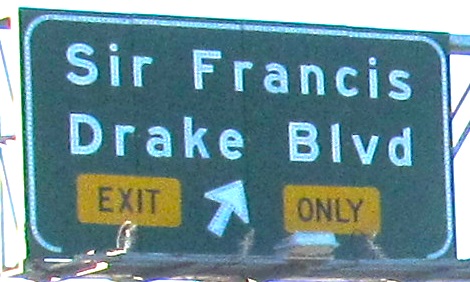 Sir Francis
Drake Blvd
EXIT ONLY